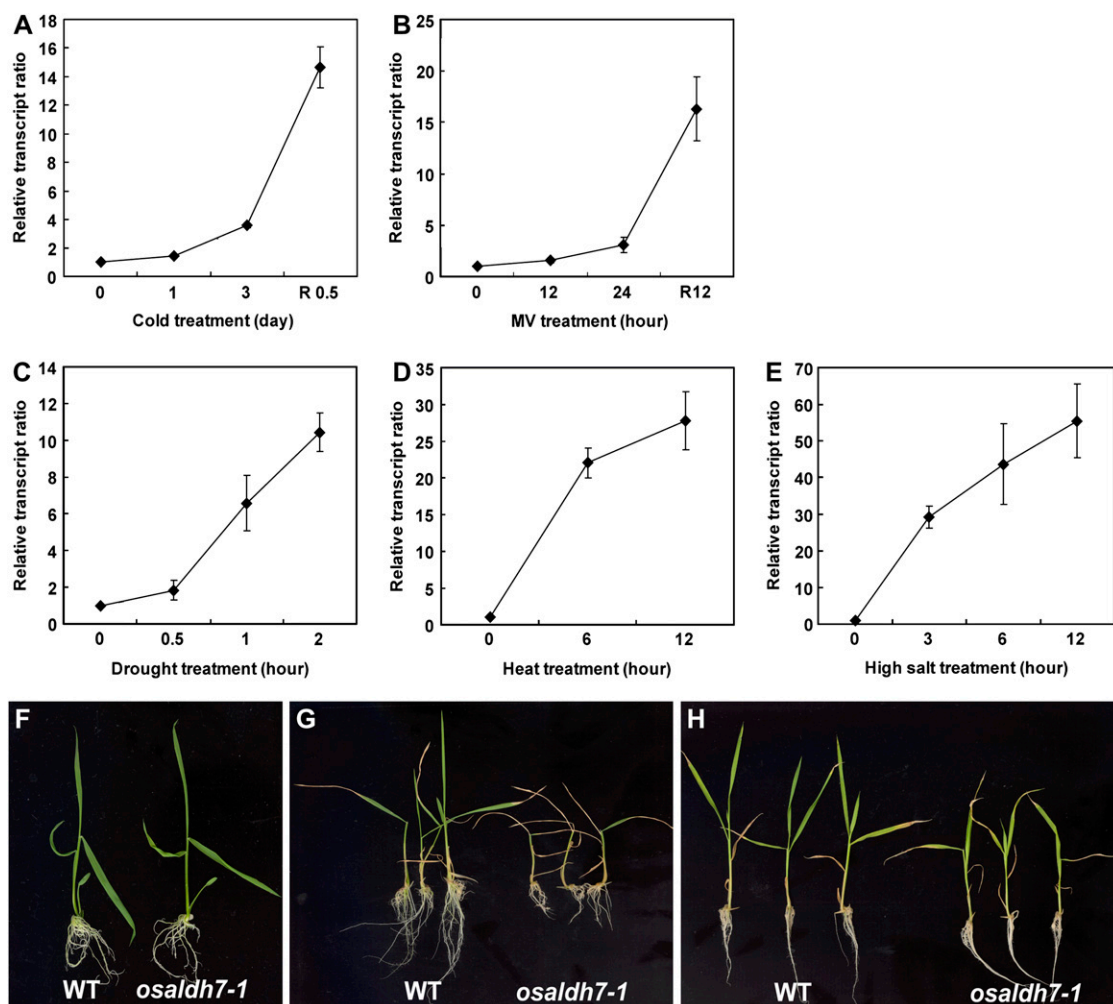 A
Relative transcript ratio
18
16
14
12
10
8
6
4
2
0
0 1 3 R 0.5
Cold treatment (day)
B
Relative transcript ratio
25
20
15
10
5
0
0 12 24 R12
MV treatment (hour)
C
Relative transcript ratio
14
12
10
8
6
4
2
0
0 0.5 1 2
Drought treatment (hour)
D
Relative transcript ratio
35
30
25
20
15
10
5
0
0 6 12
Heat treatment (hour)
E
Relative transcript ratio
70
60
50
40
30
20
10
0
0 3 6 12
High salt treatment (hour)
F
WT osaldh7-1
G
WT osaldh7-1
H
WT osaldh7-1